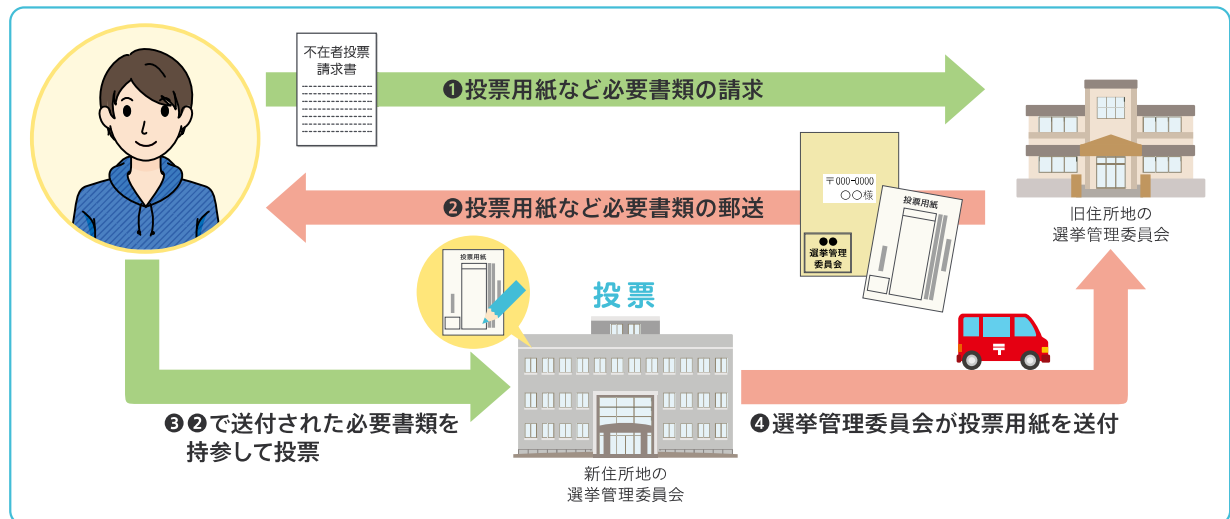 不在者投票
請求書
❶投票用紙など必要書類の請求
❷投票用紙など必要書類の郵送
〒000-0000
〇〇様
●●
選挙管理
委員会
投票用紙
旧住所地の
選挙管理委員会
投票用紙
投票
❸❷で送付された必要書類を
持参して投票
新住所地の
選挙管理委員会
〒
❹選挙管理委員会が投票用紙を送付